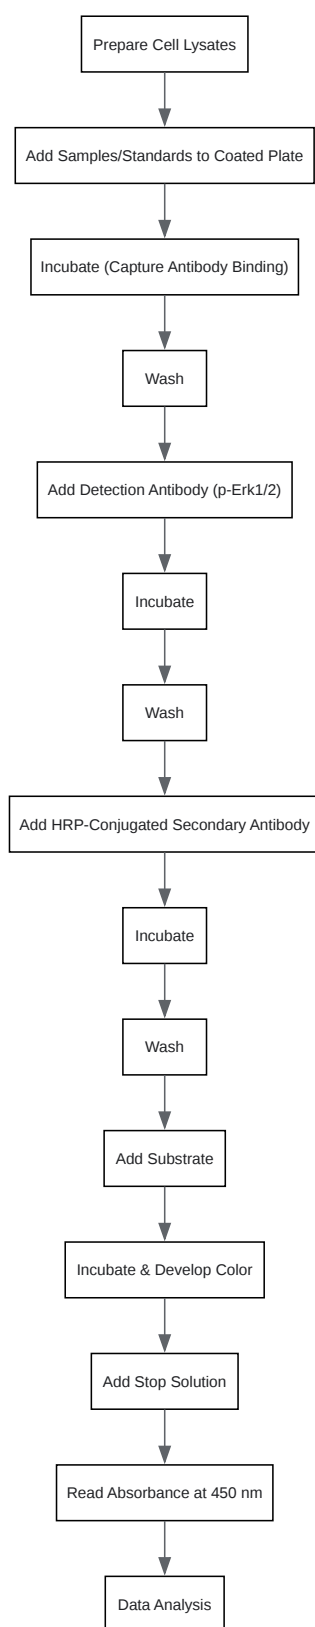 Prepare Cell Lysates
Add Samples/Standards to Coated Plate
Incubate (Capture Antibody Binding)
Wash
Add Detection Antibody (p-Erk1/2)
Incubate
Wash
Add HRP-Conjugated Secondary Antibody
Incubate
Wash
Add Substrate
Incubate & Develop Color
Add Stop Solution
Read Absorbance at 450 nm
Data Analysis